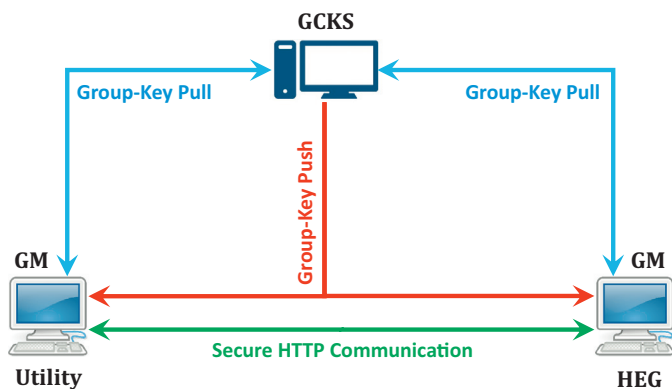 GCKS
Group-Key Pull
Group-Key Pull
Group-Key Push
GM
GM
Secure HTTP Communication
Utility
HEG